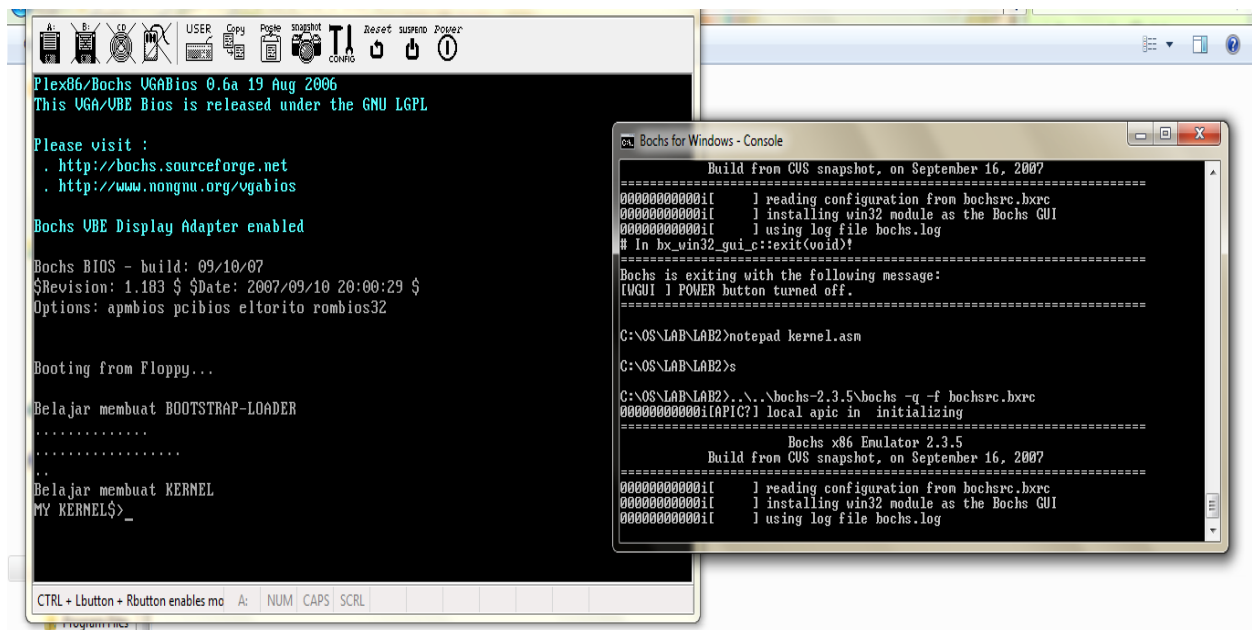 A: B: CD USER Copy Paste snapshot CONFIG Reset SUSPEND Power
Plex86/Bochs VGABios 0.6a 19 Aug 2006
This VGA/VBE Bios is released under the GNU LGPL
Please visit :
. http://bochs.sourceforge.net
. http://www.nongnu.org/vgabios
Bochs VBE Display Adapter enabled
Bochs BIOS - build: 09/10/07
$Revision: 1.183 $ $Date: 2007/09/10 20:00:29 $
Options: apmbios pcibios eltorito rombios32
Booting from Floppy...
Belajar membuat BOOTSTRAP-LOADER
..............
..................
..
Belajar membuat KERNEL
MY KERNEL$>_
CTRL + Lbutton + Rbutton enables mo A: NUM CAPS SCRL
Program Files
Bochs for Windows - Console
Build from CVS snapshot, on September 16, 2007
========================================================================
00000000000i[     ] reading configuration from bochsrc.bxrc
00000000000i[     ] installing win32 module as the Bochs GUI
00000000000i[     ] using log file bochs.log
# In bx_win32_gui_c::exit(void)!
========================================================================
Bochs is exiting with the following message:
[WGUI ] POWER button turned off.
========================================================================
C:\OS\LAB\LAB2>notepad kernel.asm
C:\OS\LAB\LAB2>s
C:\OS\LAB\LAB2>..\..\bochs-2.3.5\bochs -q -f bochsrc.bxrc
00000000000i[APIC?] local apic in  initializing
========================================================================
Bochs x86 Emulator 2.3.5
Build from CVS snapshot, on September 16, 2007
========================================================================
00000000000i[     ] reading configuration from bochsrc.bxrc
00000000000i[     ] installing win32 module as the Bochs GUI
00000000000i[     ] using log file bochs.log